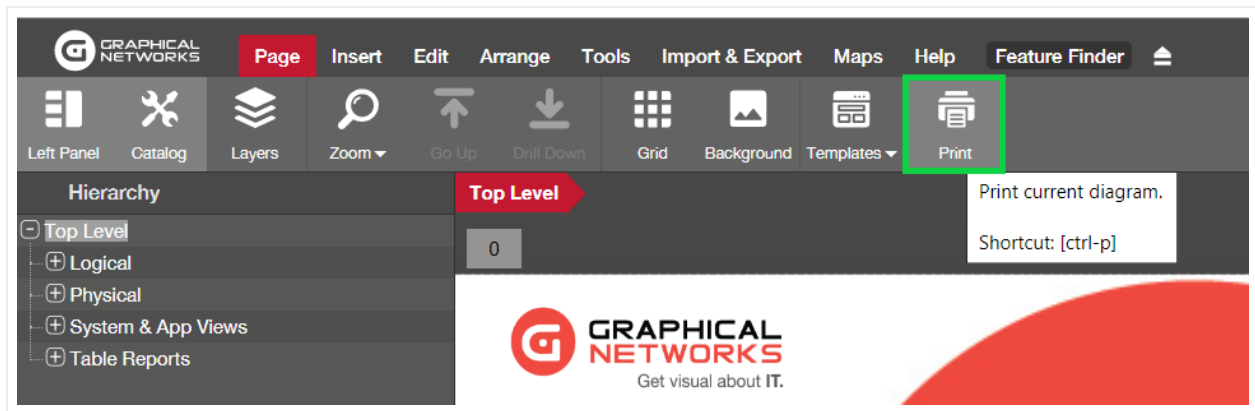 GRAPHICAL
NETWORKS
Page Insert Edit Arrange Tools Import & Export Maps Help Feature Finder
Left Panel Catalog Layers Zoom Go Up Drill Down Grid Background Templates Print
Hierarchy
Top Level
Logical
Physical
System & App Views
Table Reports
Top Level
0
Print current diagram.
Shortcut: [ctrl-p]
GRAPHICAL
NETWORKS
Get visual about IT.